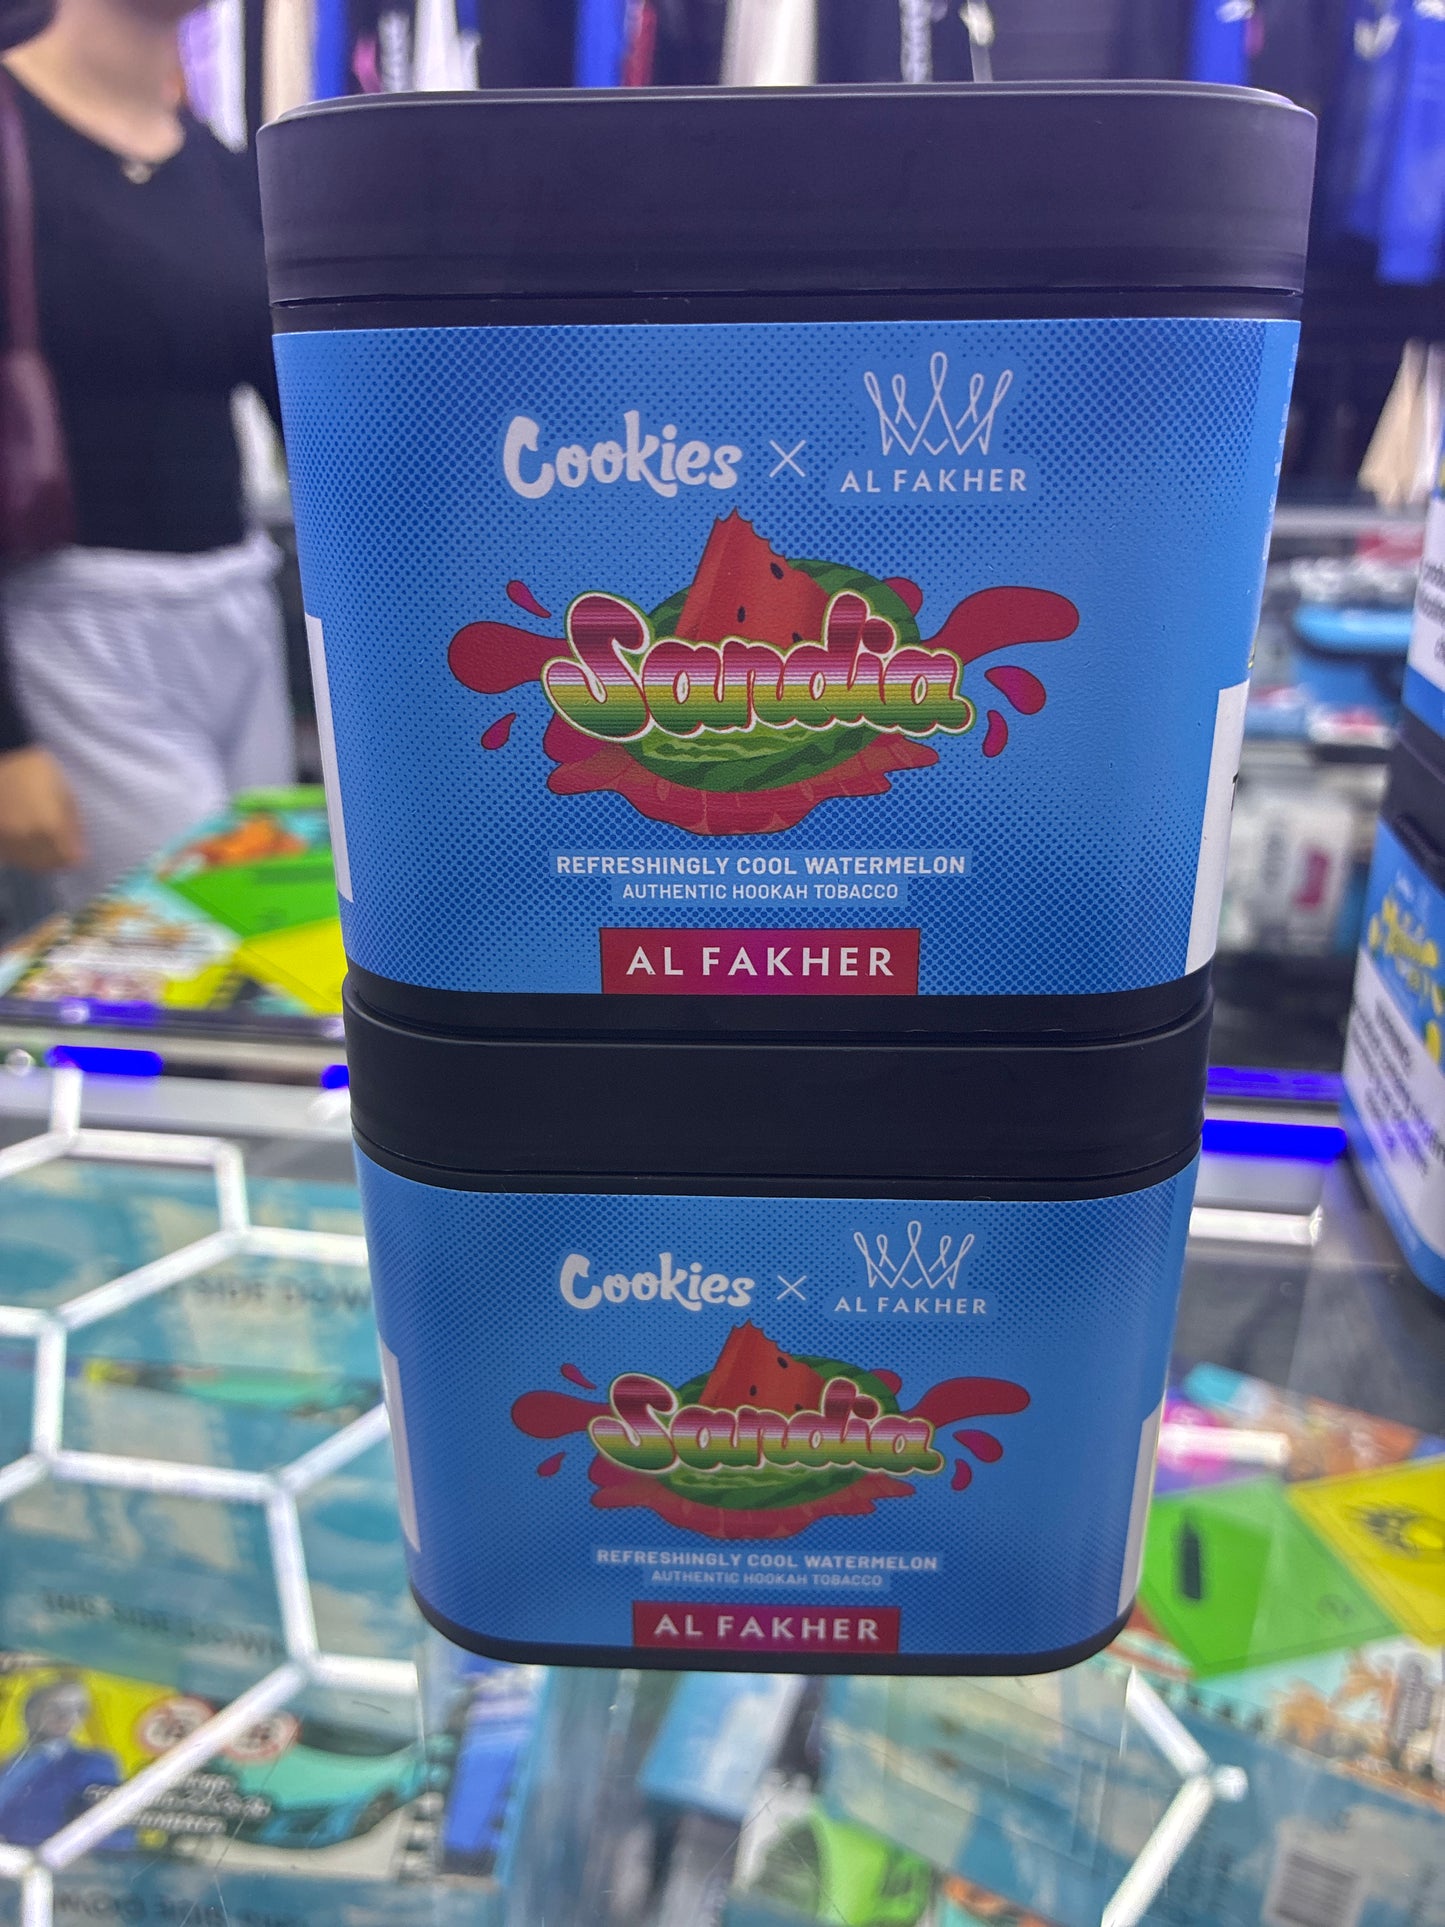 Cookies × AL FAKHER
Sandia
REFRESHINGLY COOL WATERMELON
AUTHENTIC HOOKAH TOBACCO
AL FAKHER
Cookies × AL FAKHER
Sandia
REFRESHINGLY COOL WATERMELON
AUTHENTIC HOOKAH TOBACCO
AL FAKHER